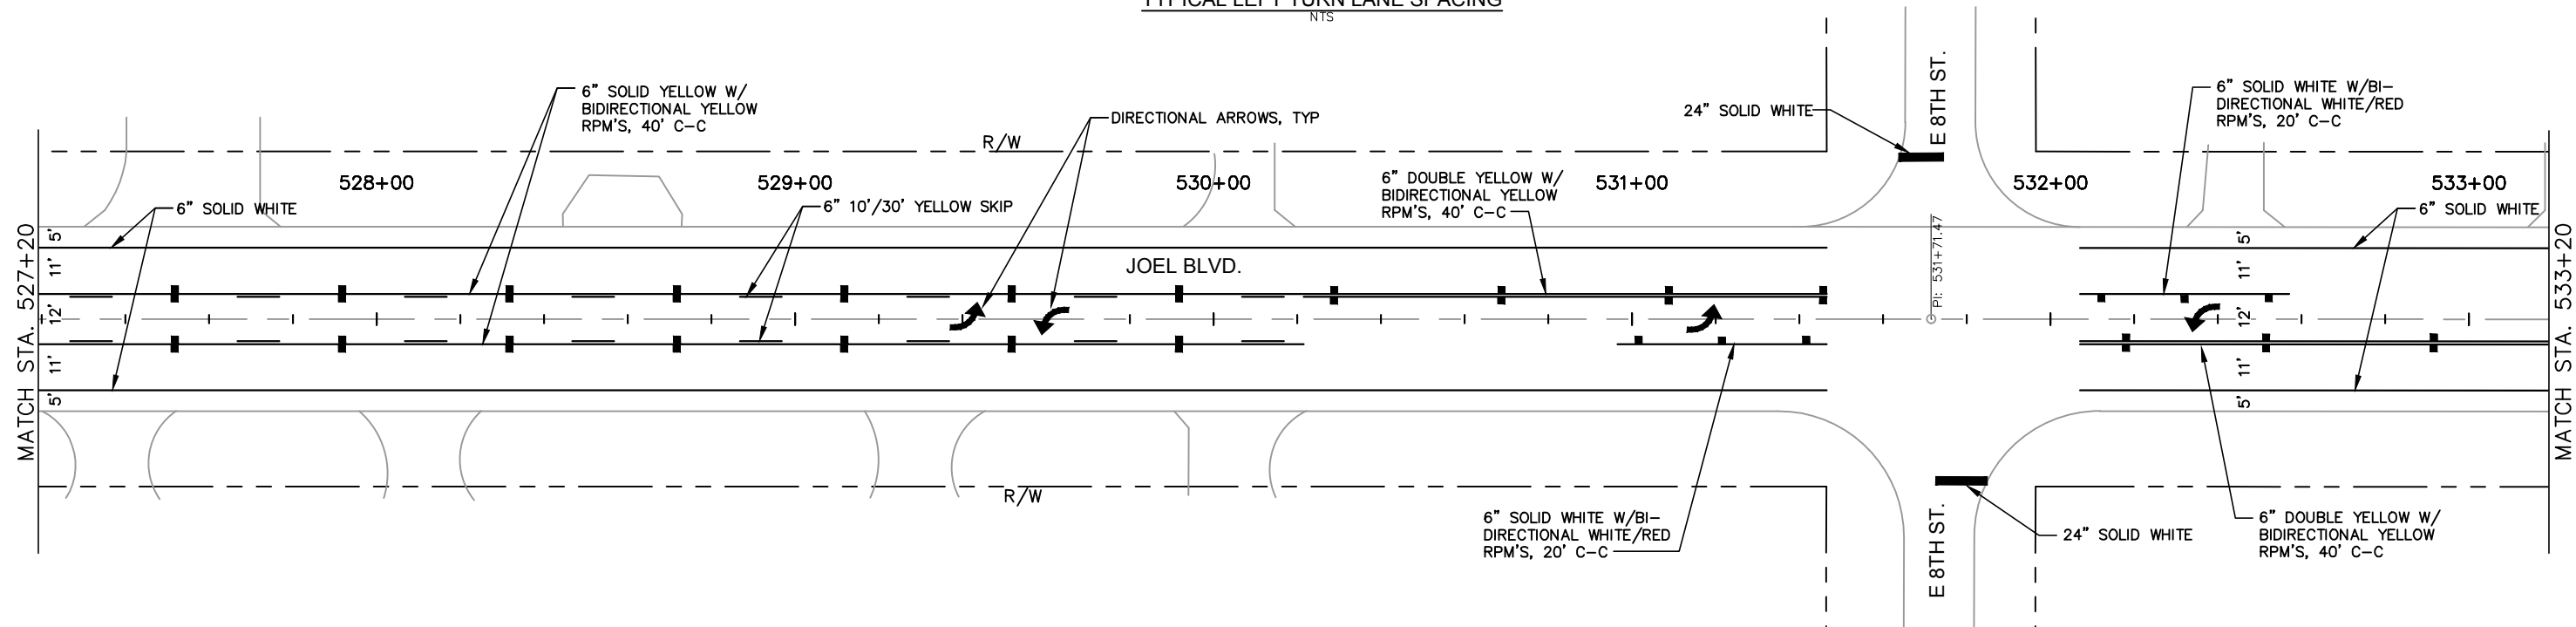 TYPICAL LEFT TURN LANE SPACING
NTS
6" SOLID YELLOW W/
BIDIRECTIONAL YELLOW
RPM'S, 40' C-C
DIRECTIONAL ARROWS, TYP
24" SOLID WHITE
E 8TH ST.
6" SOLID WHITE W/BI-
DIRECTIONAL WHITE/RED
RPM'S, 20' C-C
R/W
528+00
529+00
530+00
531+00
532+00
533+00
6" DOUBLE YELLOW W/
BIDIRECTIONAL YELLOW
RPM'S, 40' C-C
6" SOLID WHITE
6" 10'/30' YELLOW SKIP
6" SOLID WHITE
MATCH STA. 527+20
5'
11'
12'
11'
5'
JOEL BLVD.
PI: 531+71.47
5'
11'
12'
11'
5'
MATCH STA. 533+20
R/W
6" SOLID WHITE W/BI-
DIRECTIONAL WHITE/RED
RPM'S, 20' C-C
E 8TH ST.
24" SOLID WHITE
6" DOUBLE YELLOW W/
BIDIRECTIONAL YELLOW
RPM'S, 40' C-C